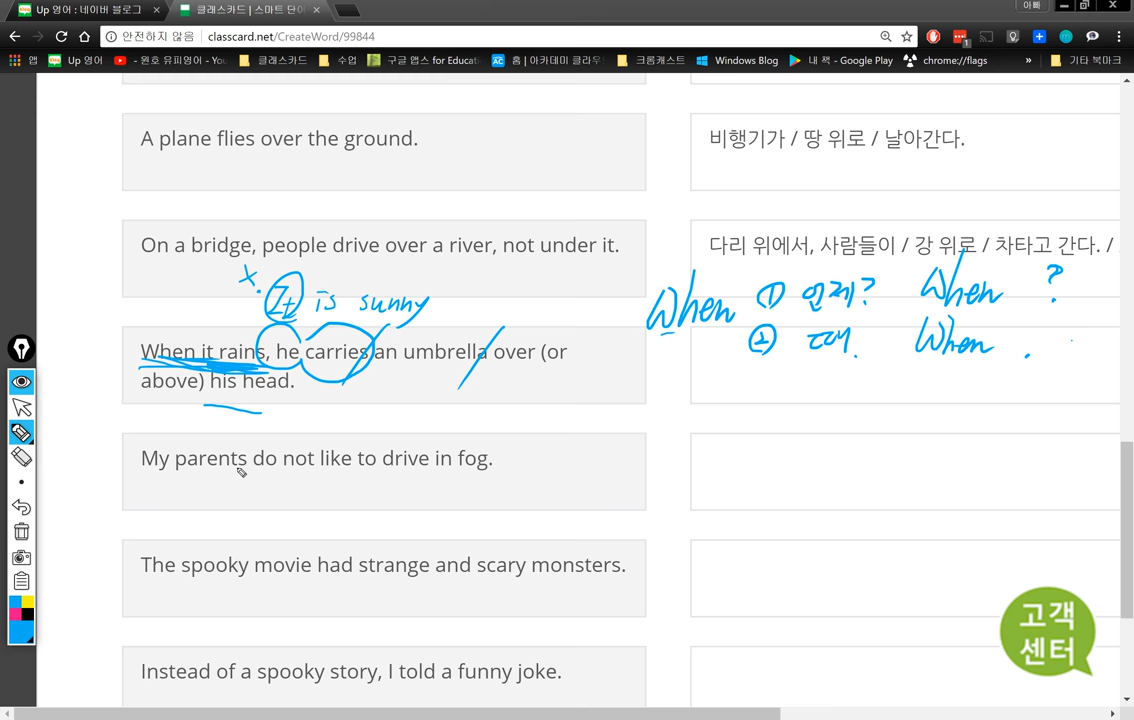 Up 영어 : 네이버 블로그
클래스카드 | 스마트 단어
아빠
안전하지 않음
classcard.net/CreateWord/99844
앱
Up 영어
- 원호 유피영어 - You
클래스카드
수업
구글 앱스 for Educati
홈 | 아카데미 클라우
크롬캐스트
Windows Blog
내 책 - Google Play
chrome://flags
»
기타 북마크
A plane flies over the ground.
비행기가 / 땅 위로 / 날아간다.
On a bridge, people drive over a river, not under it.
다리 위에서, 사람들이 / 강 위로 / 차타고 간다. /
x. It is sunny
When ① 언제? When ?
② ~때. When .
When it rains, he carries an umbrella over (or
above) his head.
My parents do not like to drive in fog.
The spooky movie had strange and scary monsters.
고객
센터
Instead of a spooky story, I told a funny joke.